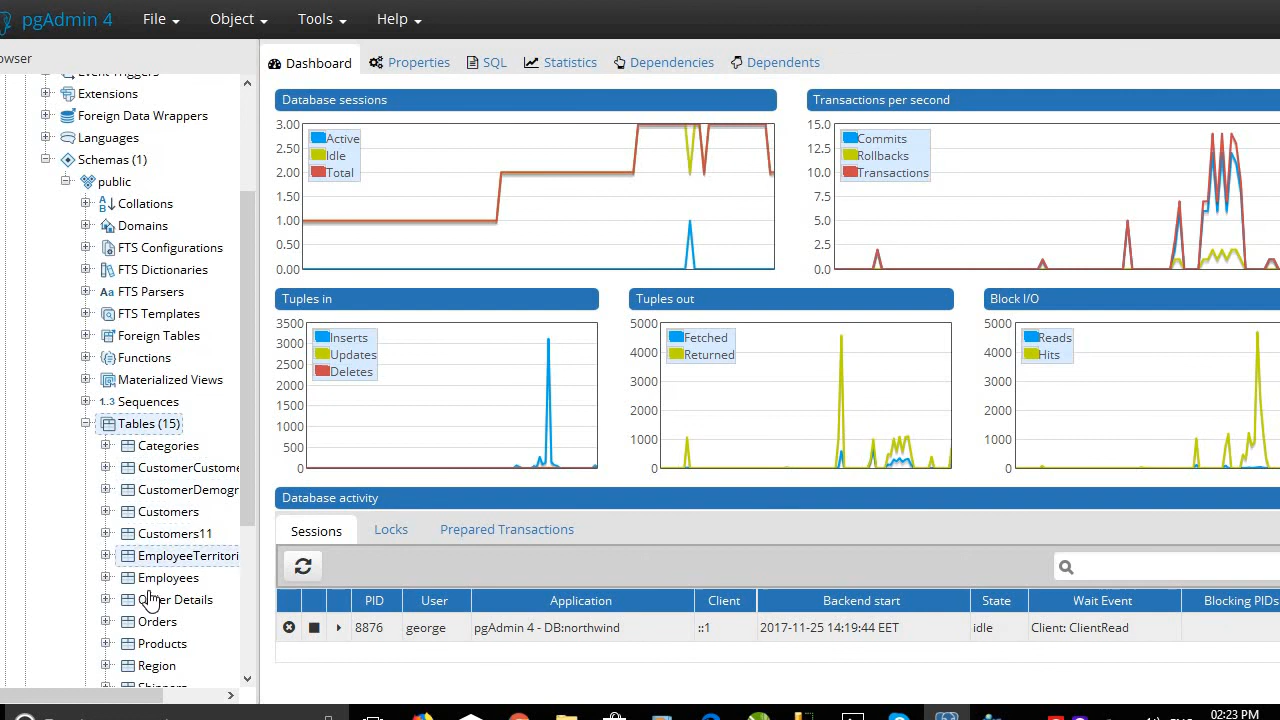 pgAdmin 4 File Object Tools Help
owser
Event Triggers
Extensions
Foreign Data Wrappers
Languages
Schemas (1)
public
Collations
Domains
FTS Configurations
FTS Dictionaries
FTS Parsers
FTS Templates
Foreign Tables
Functions
Materialized Views
1..3 Sequences
Tables (15)
Categories
CustomerCustome
CustomerDemogr
Customers
Customers11
EmployeeTerritori
Employees
Order Details
Orders
Products
Region
Shippers
Dashboard Properties SQL Statistics Dependencies Dependents
Database sessions
3.00
2.50
2.00
1.50
1.00
0.50
0.00
Active
Idle
Total
Transactions per second
15.0
12.5
10.0
7.5
5.0
2.5
0.0
Commits
Rollbacks
Transactions
Tuples in
3500
3000
2500
2000
1500
1000
500
0
Inserts
Updates
Deletes
Tuples out
5000
4000
3000
2000
1000
0
Fetched
Returned
Block I/O
5000
4000
3000
2000
1000
0
Reads
Hits
Database activity
Sessions Locks Prepared Transactions
PID User Application Client Backend start State Wait Event Blocking PIDs
8876 george pgAdmin 4 - DB:northwind ::1 2017-11-25 14:19:44 EET idle Client: ClientRead
02:23 PM